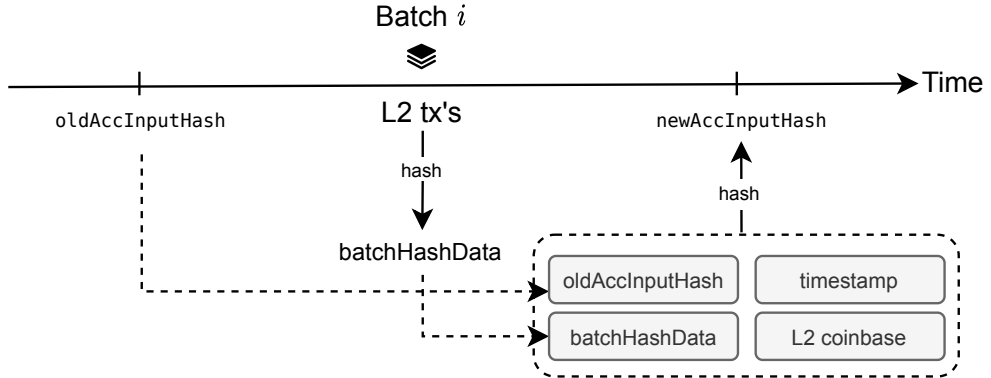 Batch i
Time
oldAccInputHash
L2 tx's
newAccInputHash
hash
hash
batchHashData
oldAccInputHash
timestamp
batchHashData
L2 coinbase